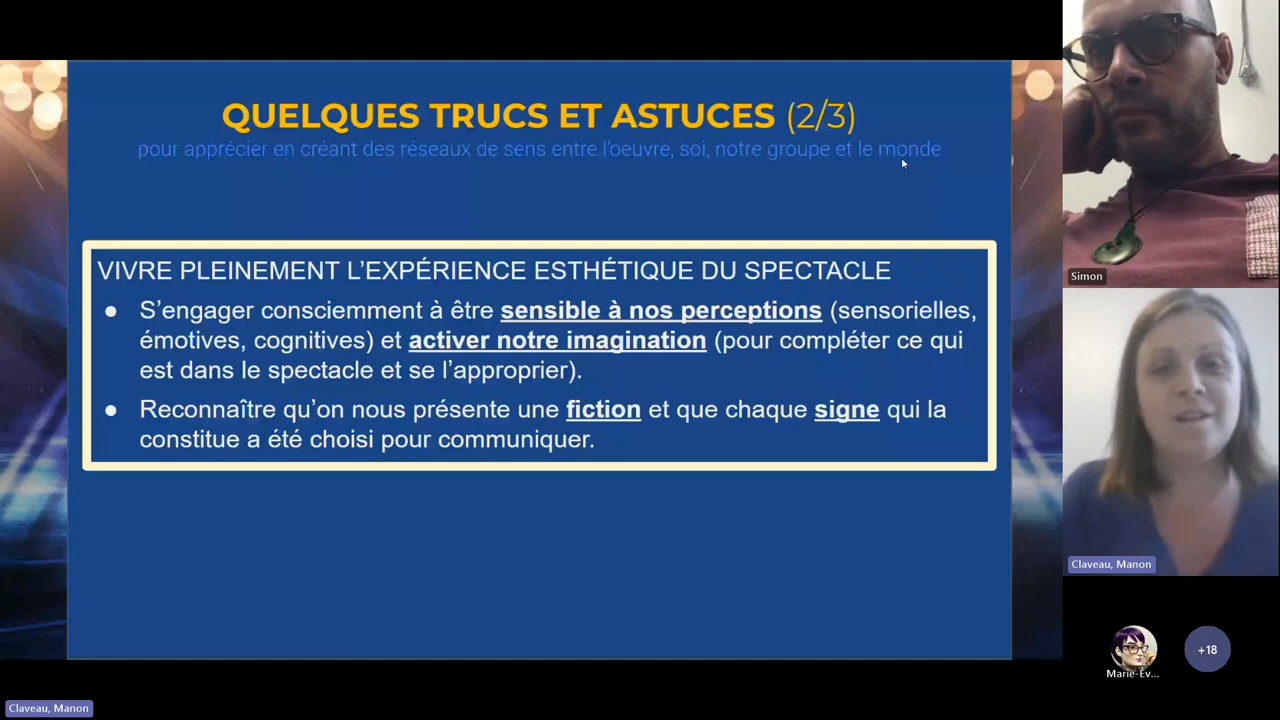 QUELQUES TRUCS ET ASTUCES (2/3)
pour apprécier en créant des réseaux de sens entre l'oeuvre, soi, notre groupe et le monde
VIVRE PLEINEMENT L'EXPÉRIENCE ESTHÉTIQUE DU SPECTACLE
● S'engager consciemment à être sensible à nos perceptions (sensorielles,
émotives, cognitives) et activer notre imagination (pour compléter ce qui
est dans le spectacle et se l'approprier).
● Reconnaître qu'on nous présente une fiction et que chaque signe qui la
constitue a été choisi pour communiquer.
Simon
Claveau, Manon
Marie-Èv...
+18
Claveau, Manon